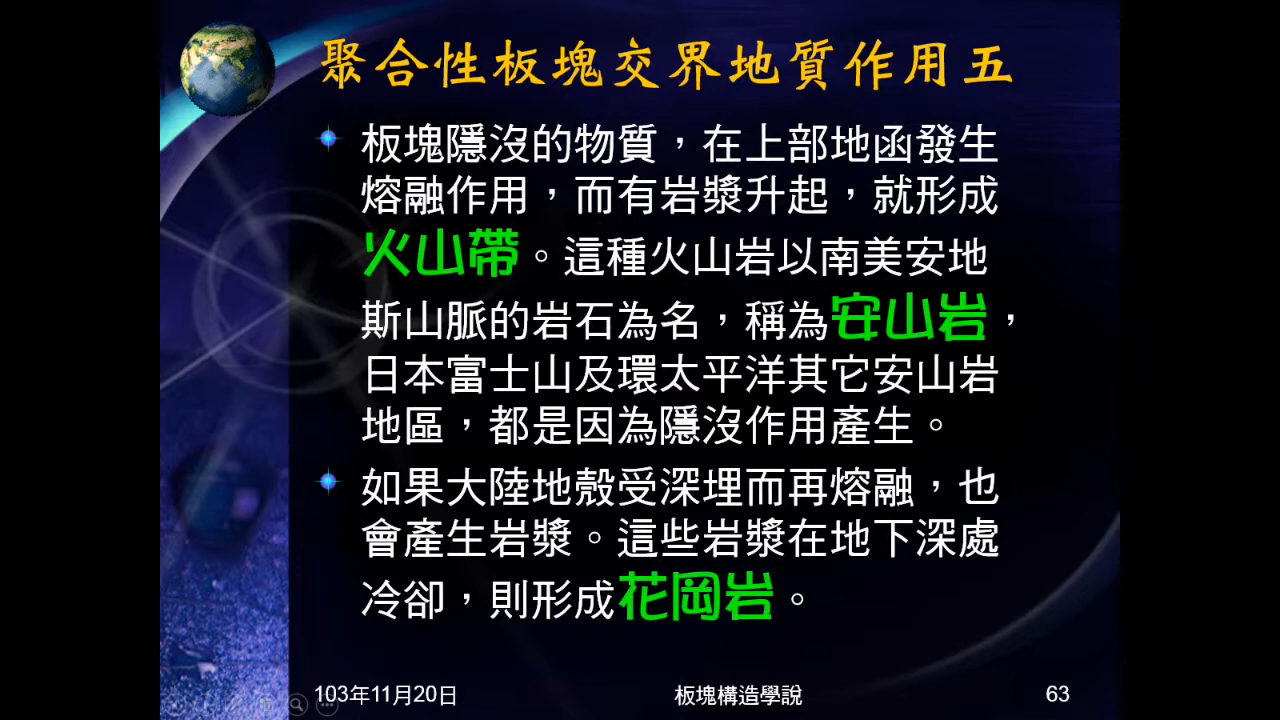 聚合性板塊交界地質作用五
板塊隱沒的物質，在上部地函發生
熔融作用，而有岩漿升起，就形成
火山帶。這種火山岩以南美安地
斯山脈的岩石為名，稱為安山岩，
日本富士山及環太平洋其它安山岩
地區，都是因為隱沒作用產生。
如果大陸地殼受深埋而再熔融，也
會產生岩漿。這些岩漿在地下深處
冷卻，則形成花岡岩。
103年11月20日
板塊構造學說
63